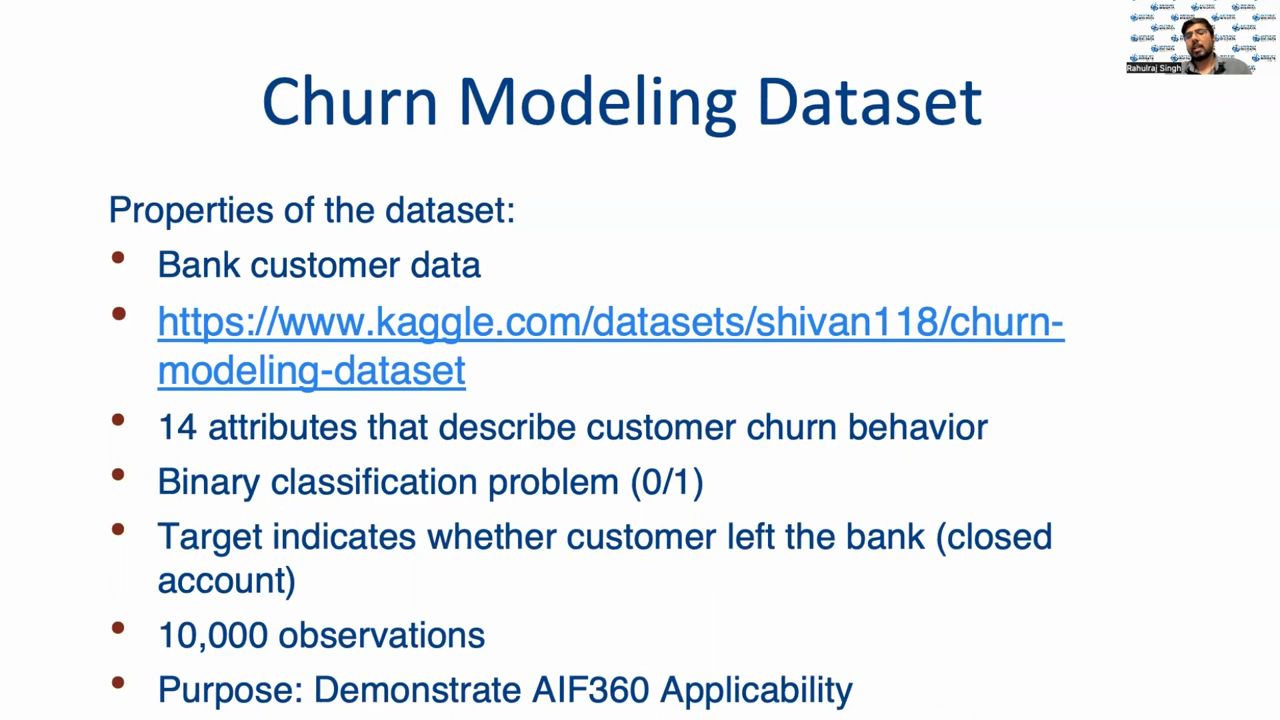 Rahulraj Singh
Churn Modeling Dataset
Properties of the dataset:
• Bank customer data
• https://www.kaggle.com/datasets/shivan118/churn-
modeling-dataset
• 14 attributes that describe customer churn behavior
• Binary classification problem (0/1)
• Target indicates whether customer left the bank (closed
account)
• 10,000 observations
• Purpose: Demonstrate AIF360 Applicability